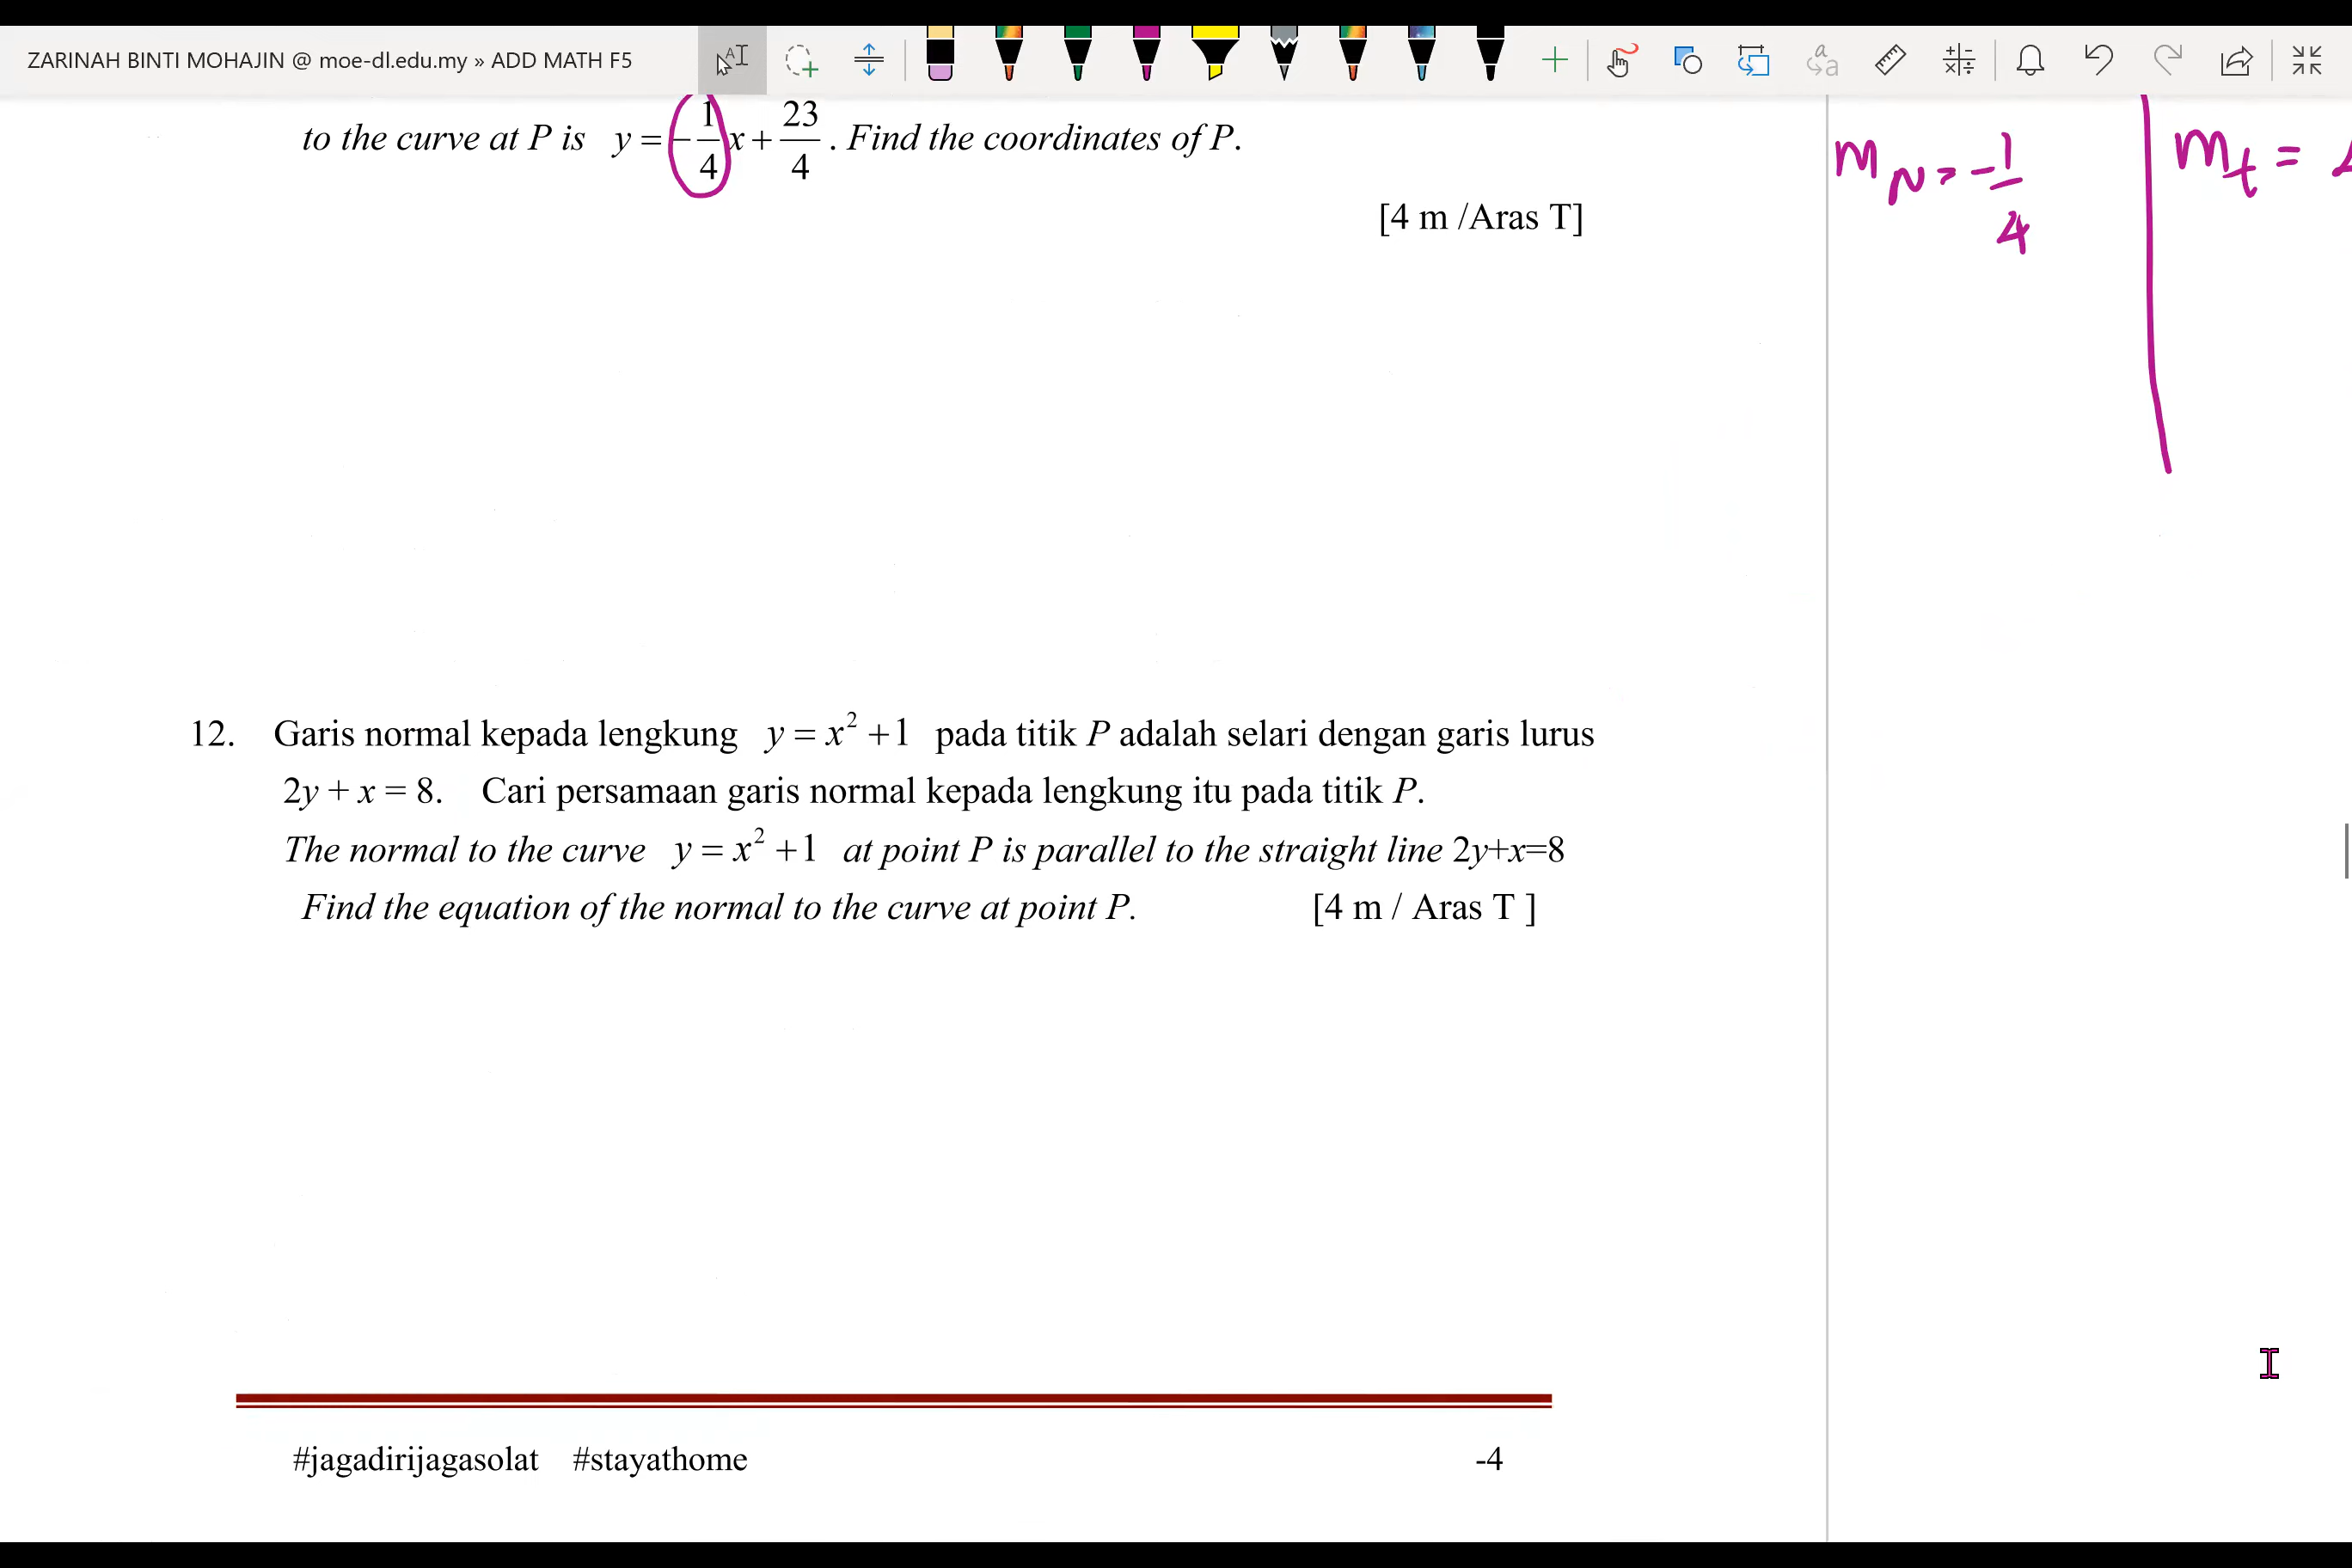 ZARINAH BINTI MOHAJIN @ moe-dl.edu.my » ADD MATH F5
to the curve at P is y = -1/4 x + 23/4 . Find the coordinates of P.
m_N = -1/4
m_t =
[4 m /Aras T]
12. Garis normal kepada lengkung y = x² +1 pada titik P adalah selari dengan garis lurus
2y + x = 8. Cari persamaan garis normal kepada lengkung itu pada titik P.
The normal to the curve y = x² +1 at point P is parallel to the straight line 2y+x=8
Find the equation of the normal to the curve at point P. [4 m / Aras T ]
#jagadirijagasolat #stayathome -4